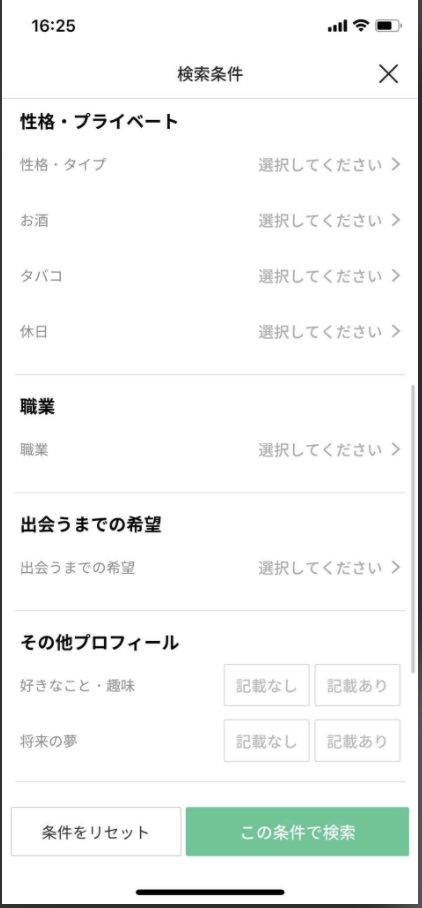 16:25
検索条件
性格・プライベート
性格・タイプ 選択してください
お酒 選択してください
タバコ 選択してください
休日 選択してください
職業
職業 選択してください
出会うまでの希望
出会うまでの希望 選択してください
その他プロフィール
好きなこと・趣味 記載なし 記載あり
将来の夢 記載なし 記載あり
条件をリセット この条件で検索